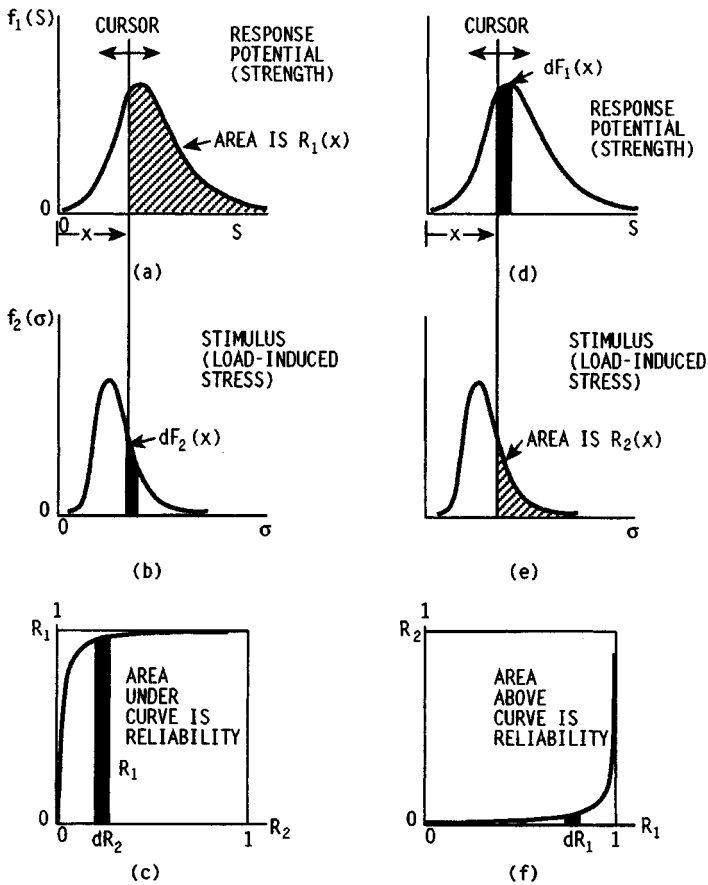 f₁(S)
CURSOR
RESPONSE
POTENTIAL
(STRENGTH)
AREA IS R₁(x)
0
0
S
x
(a)
CURSOR
dF₁(x)
RESPONSE
POTENTIAL
(STRENGTH)
S
x
(d)
f₂(σ)
STIMULUS
(LOAD-INDUCED
STRESS)
dF₂(x)
0
0
σ
(b)
STIMULUS
(LOAD-INDUCED
STRESS)
AREA IS R₂(x)
σ
(e)
1
R₁
AREA
UNDER
CURVE IS
RELIABILITY
R₁
0
0
dR₂
1
R₂
(c)
1
R₂
AREA
ABOVE
CURVE IS
RELIABILITY
0
0
dR₁
1
R₁
(f)